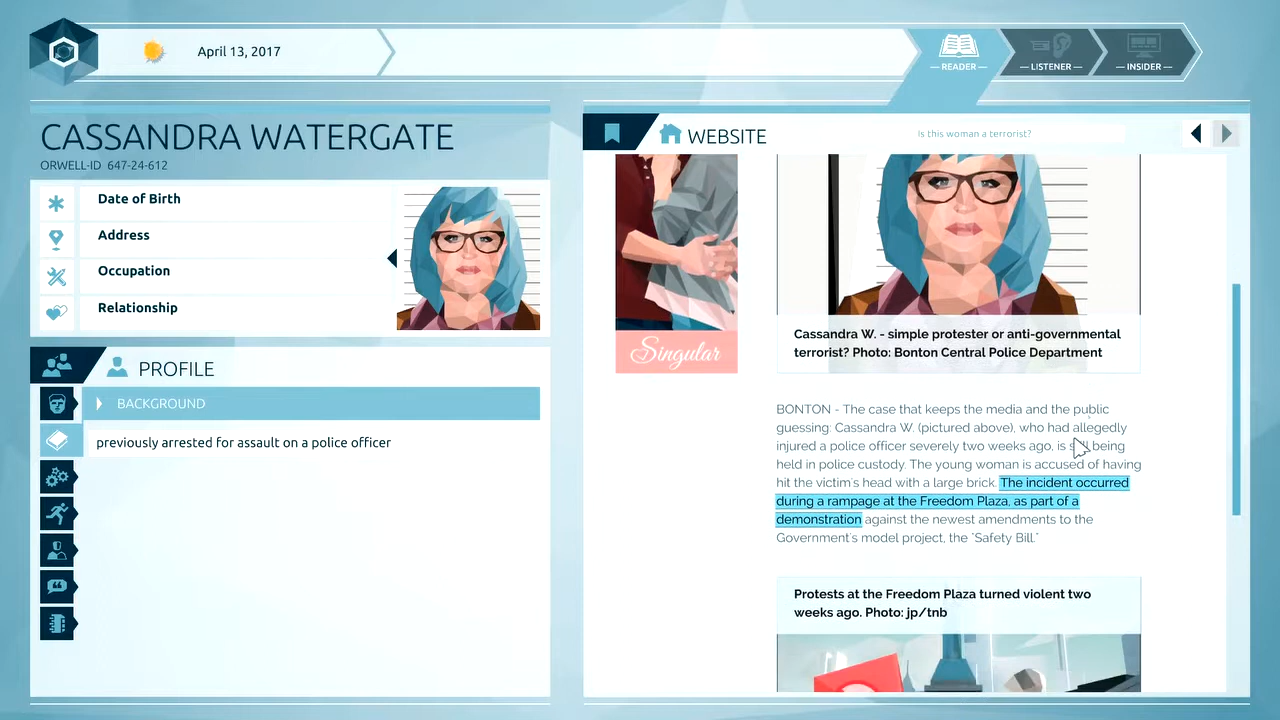 April 13, 2017
READER
LISTENER
INSIDER
CASSANDRA WATERGATE
ORWELL-ID 647-24-612
Date of Birth
Address
Occupation
Relationship
PROFILE
BACKGROUND
previously arrested for assault on a police officer
WEBSITE
Is this woman a terrorist?
Singular
Cassandra W. - simple protester or anti-governmental
terrorist? Photo: Bonton Central Police Department
BONTON - The case that keeps the media and the public
guessing: Cassandra W. (pictured above), who had allegedly
injured a police officer severely two weeks ago, is still being
held in police custody. The young woman is accused of having
hit the victim's head with a large brick. The incident occurred
during a rampage at the Freedom Plaza, as part of a
demonstration against the newest amendments to the
Government's model project, the "Safety Bill."
Protests at the Freedom Plaza turned violent two
weeks ago. Photo: jp/tnb